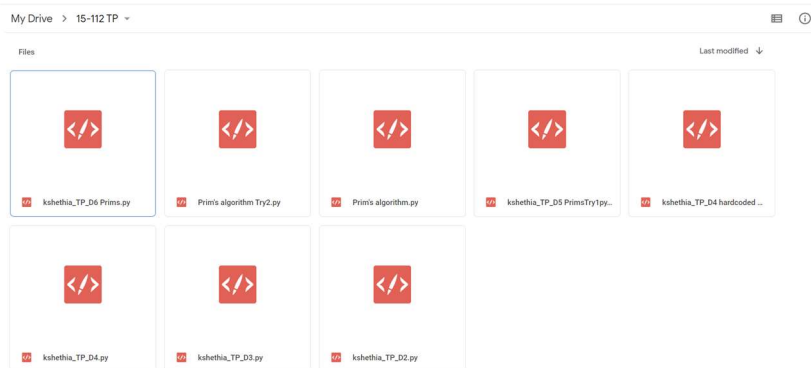 My Drive > 15-112 TP
Files
Last modified
kshethia_TP_D6 Prims.py
Prim's algorithm Try2.py
Prim's algorithm.py
kshethia_TP_D5 PrimsTry1py...
kshethia_TP_D4 hardcoded ...
kshethia_TP_D4.py
kshethia_TP_D3.py
kshethia_TP_D2.py